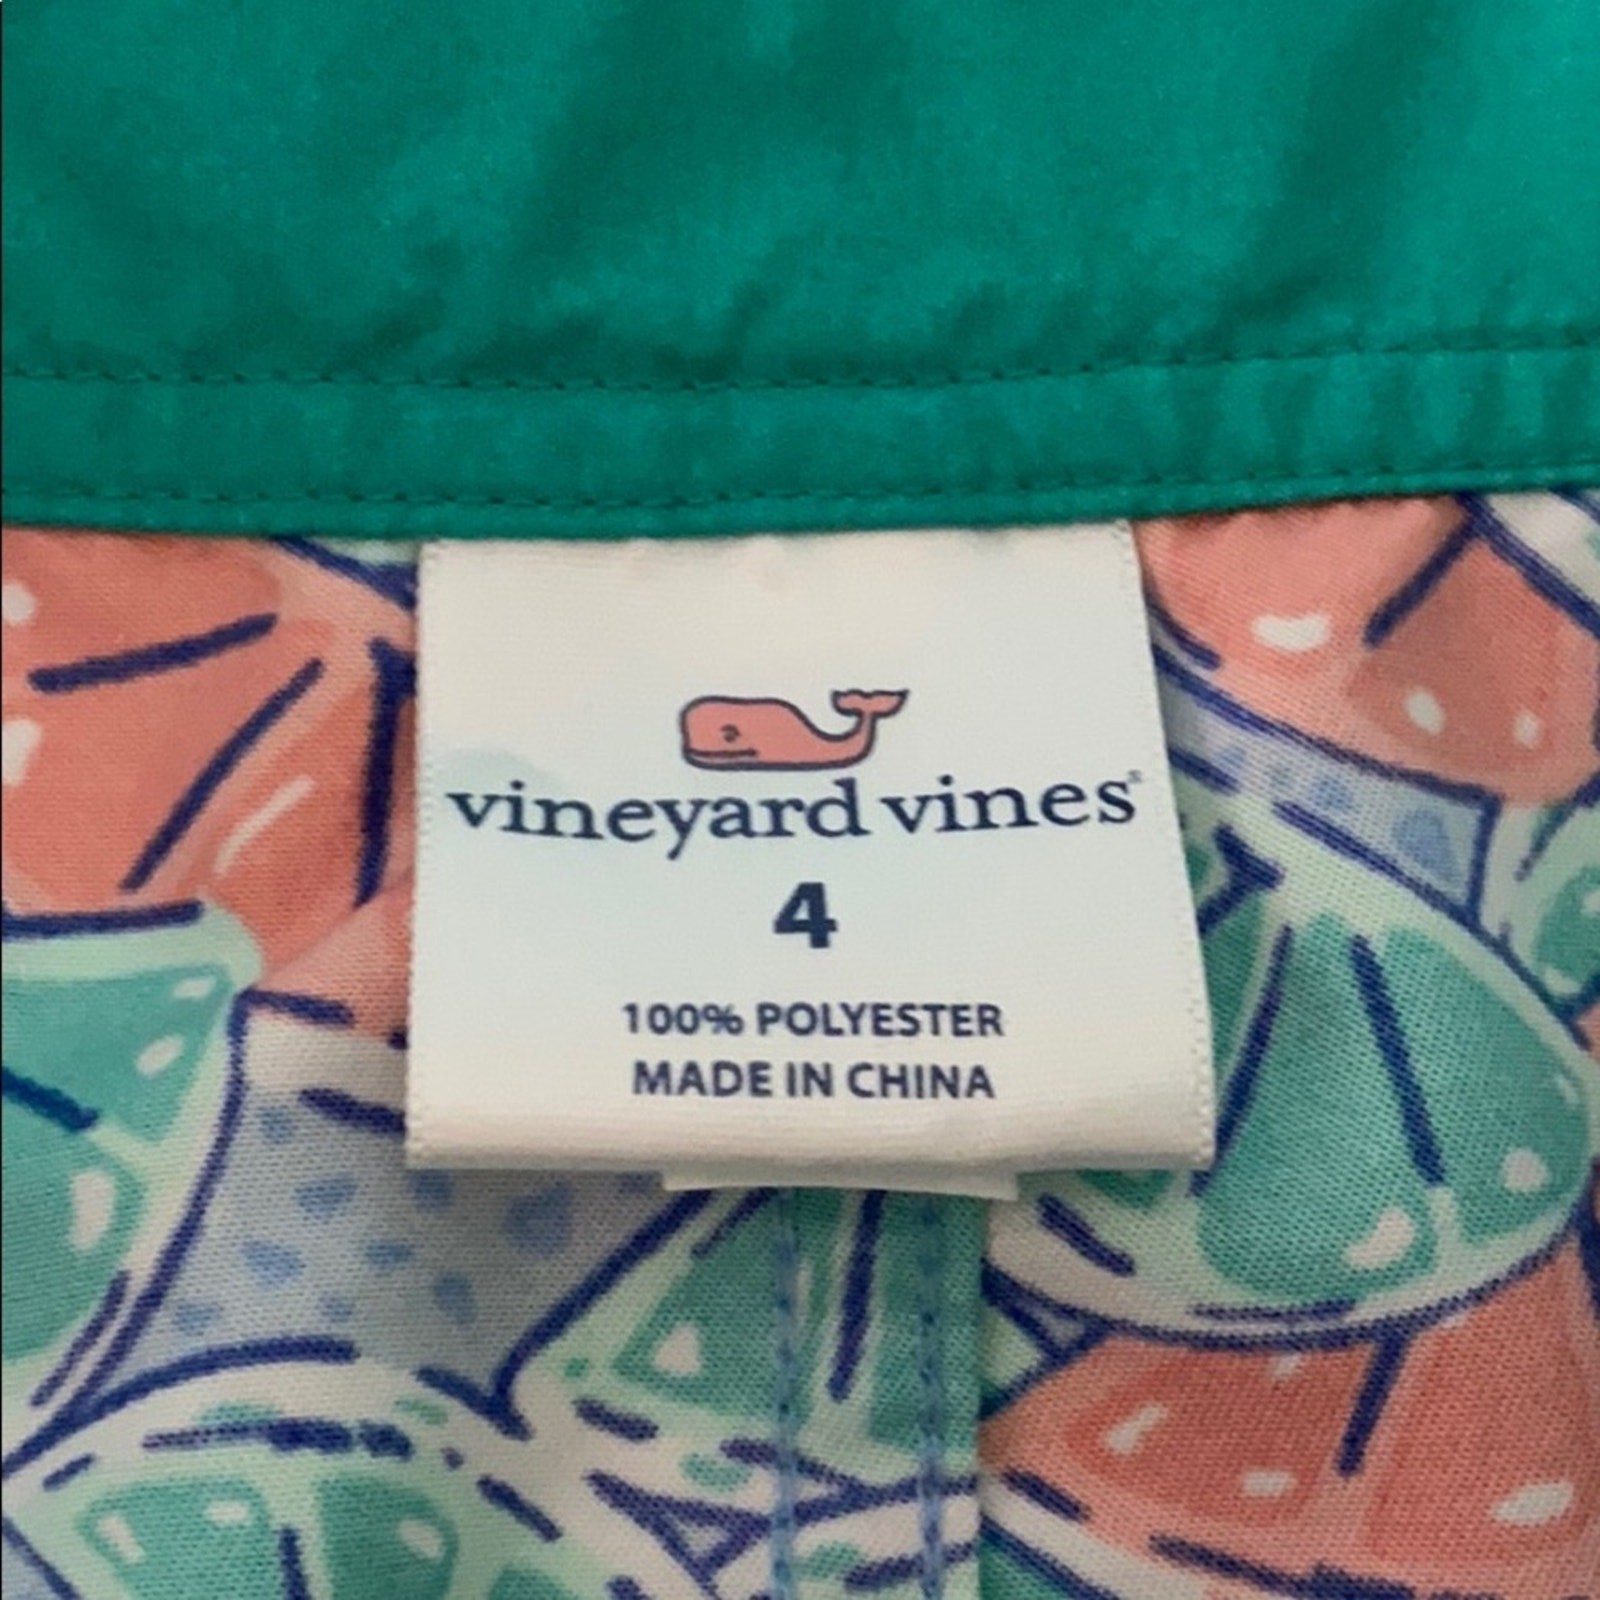 vineyard vines®
4
100% POLYESTER
MADE IN CHINA